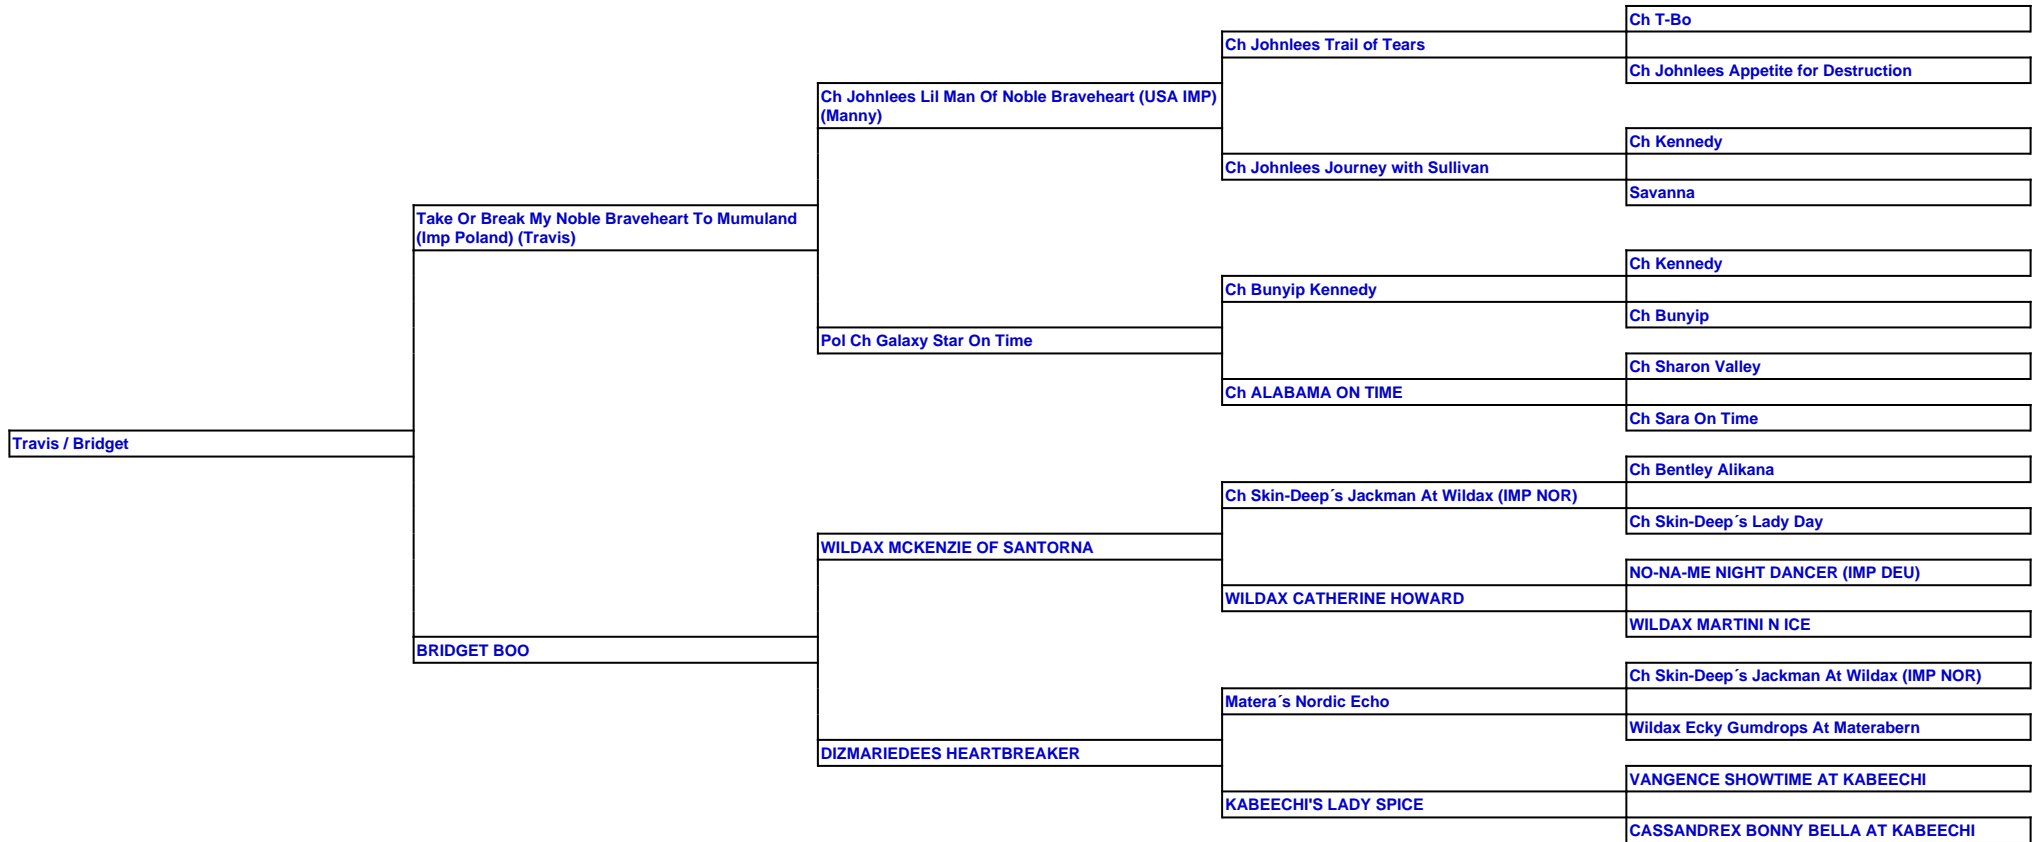 Ch T-Bo
Ch Johnlees Trail of Tears
Ch Johnlees Appetite for Destruction
Ch Johnlees Lil Man Of Noble Braveheart (USA IMP)
(Manny)
Ch Kennedy
Ch Johnlees Journey with Sullivan
Savanna
Take Or Break My Noble Braveheart To Mumuland
(Imp Poland) (Travis)
Ch Kennedy
Ch Bunyip Kennedy
Ch Bunyip
Pol Ch Galaxy Star On Time
Ch Sharon Valley
Ch ALABAMA ON TIME
Ch Sara On Time
Travis / Bridget
Ch Bentley Alikana
Ch Skin-Deep´s Jackman At Wildax (IMP NOR)
Ch Skin-Deep´s Lady Day
WILDAX MCKENZIE OF SANTORNA
NO-NA-ME NIGHT DANCER (IMP DEU)
WILDAX CATHERINE HOWARD
WILDAX MARTINI N ICE
BRIDGET BOO
Ch Skin-Deep´s Jackman At Wildax (IMP NOR)
Matera´s Nordic Echo
Wildax Ecky Gumdrops At Materabern
DIZMARIEDEES HEARTBREAKER
VANGENCE SHOWTIME AT KABEECHI
KABEECHI'S LADY SPICE
CASSANDREX BONNY BELLA AT KABEECHI